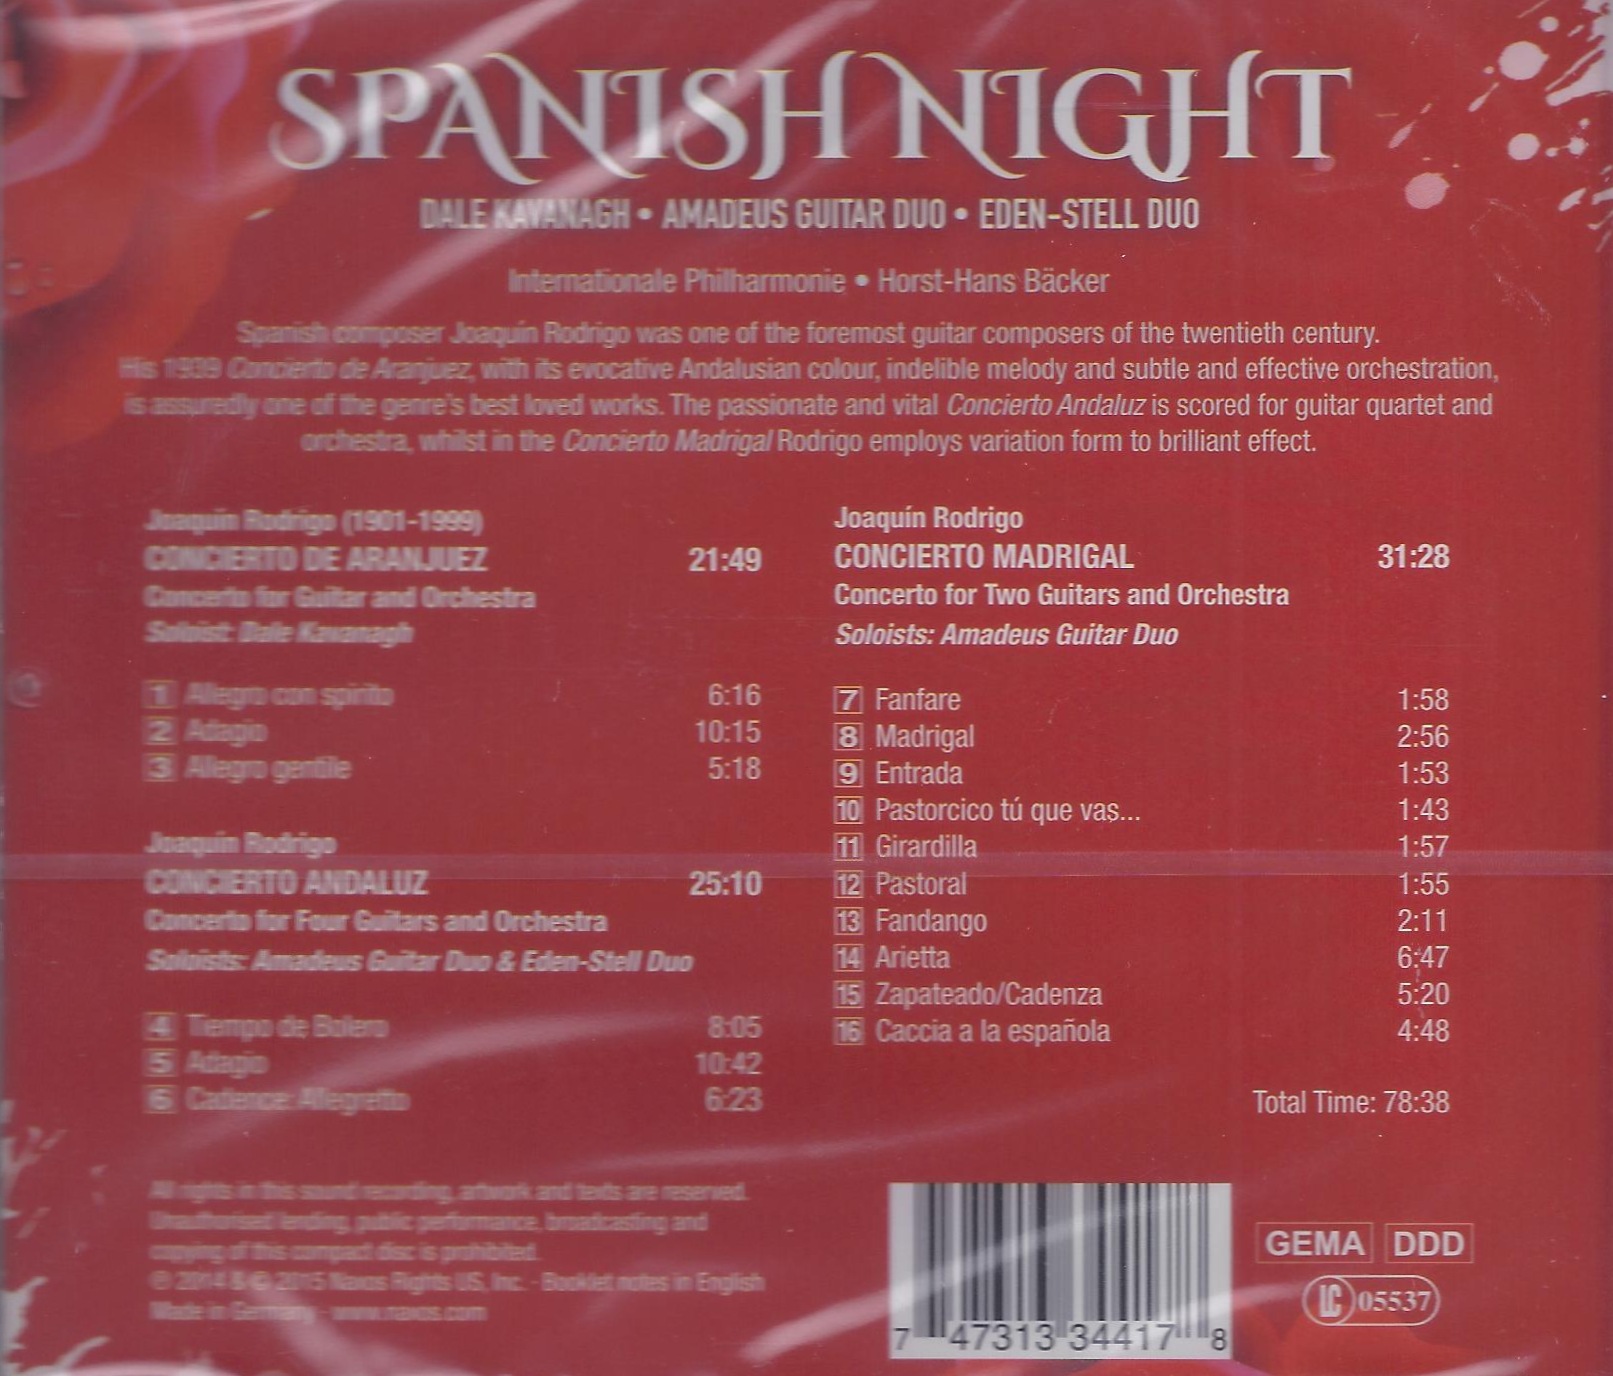 SPANISH NIGHT
DALE KAVANAGH • AMADEUS GUITAR DUO • EDEN-STELL DUO
Internationale Philharmonie • Horst-Hans Bäcker
Spanish composer Joaquín Rodrigo was one of the foremost guitar composers of the twentieth century.
His 1939 Concierto de Aranjuez, with its evocative Andalusian colour, indelible melody and subtle and effective orchestration,
is assuredly one of the genre's best loved works. The passionate and vital Concierto Andaluz is scored for guitar quartet and
orchestra, whilst in the Concierto Madrigal Rodrigo employs variation form to brilliant effect.
Joaquín Rodrigo (1901-1999)
CONCIERTO DE ARANJUEZ 21:49
Concerto for Guitar and Orchestra
Soloist: Dale Kavanagh
1 Allegro con spirito 6:16
2 Adagio 10:15
3 Allegro gentile 5:18
Joaquín Rodrigo
CONCIERTO ANDALUZ 25:10
Concerto for Four Guitars and Orchestra
Soloists: Amadeus Guitar Duo & Eden-Stell Duo
4 Tiempo de Bolero 8:05
5 Adagio 10:42
6 Cadence: Allegretto 6:23
Joaquín Rodrigo
CONCIERTO MADRIGAL 31:28
Concerto for Two Guitars and Orchestra
Soloists: Amadeus Guitar Duo
7 Fanfare 1:58
8 Madrigal 2:56
9 Entrada 1:53
10 Pastorcico tú que vas... 1:43
11 Girardilla 1:57
12 Pastoral 1:55
13 Fandango 2:11
14 Arietta 6:47
15 Zapateado/Cadenza 5:20
16 Caccia a la española 4:48
Total Time: 78:38
All rights in this sound recording, artwork and texts are reserved.
Unauthorised lending, public performance, broadcasting and
copying of this compact disc is prohibited.
℗ 2014 & © 2015 Naxos Rights US, Inc. · Booklet notes in English
Made in Germany · www.naxos.com
7 47313 34417 8
GEMA DDD
LC 05537